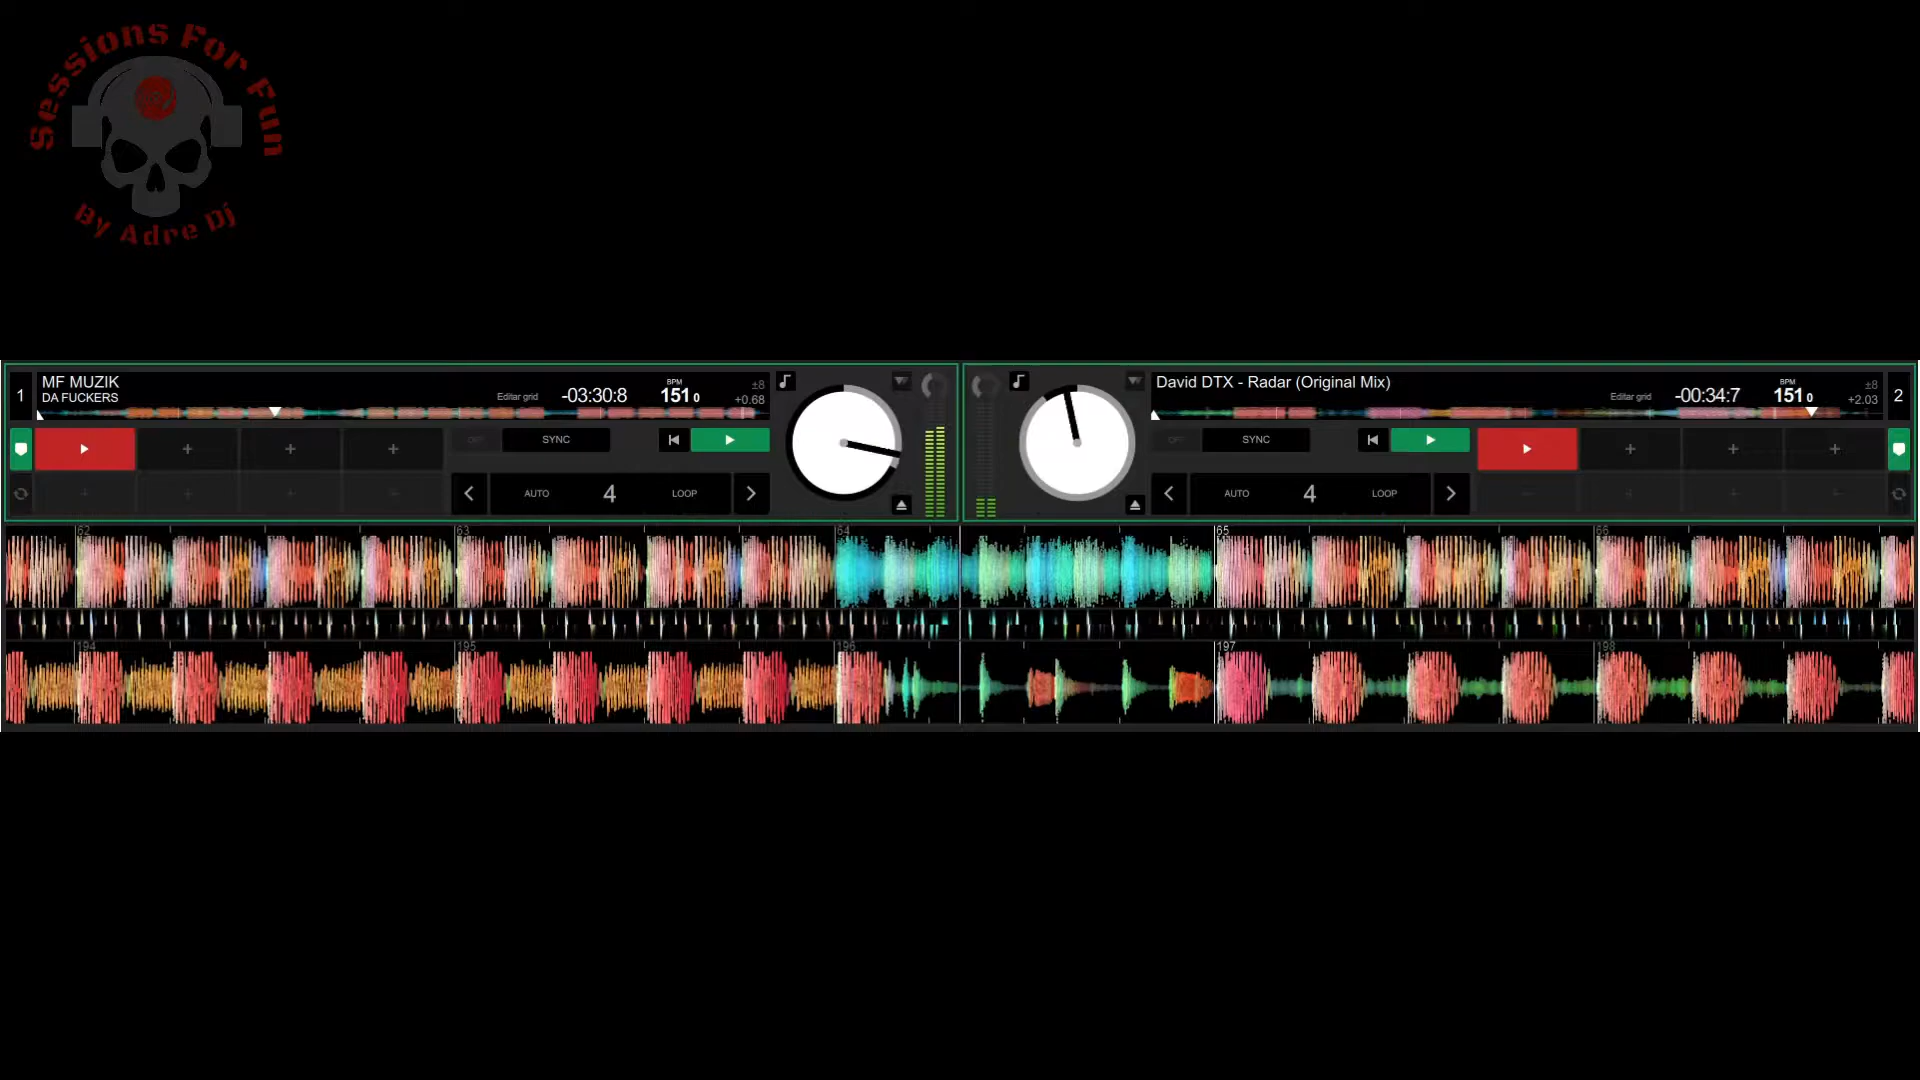 Sessions For Fun
By Adre Dj
1
MF MUZIK
DA FUCKERS
Editar grid
-03:30:8
BPM
151.0
±8
+0.68
David DTX - Radar (Original Mix)
Editar grid
-00:34:7
BPM
151.0
±8
+2.03
2
OFF
SYNC
OFF
SYNC
AUTO
4
LOOP
AUTO
4
LOOP
62
63
64
65
66
194
195
196
197
198